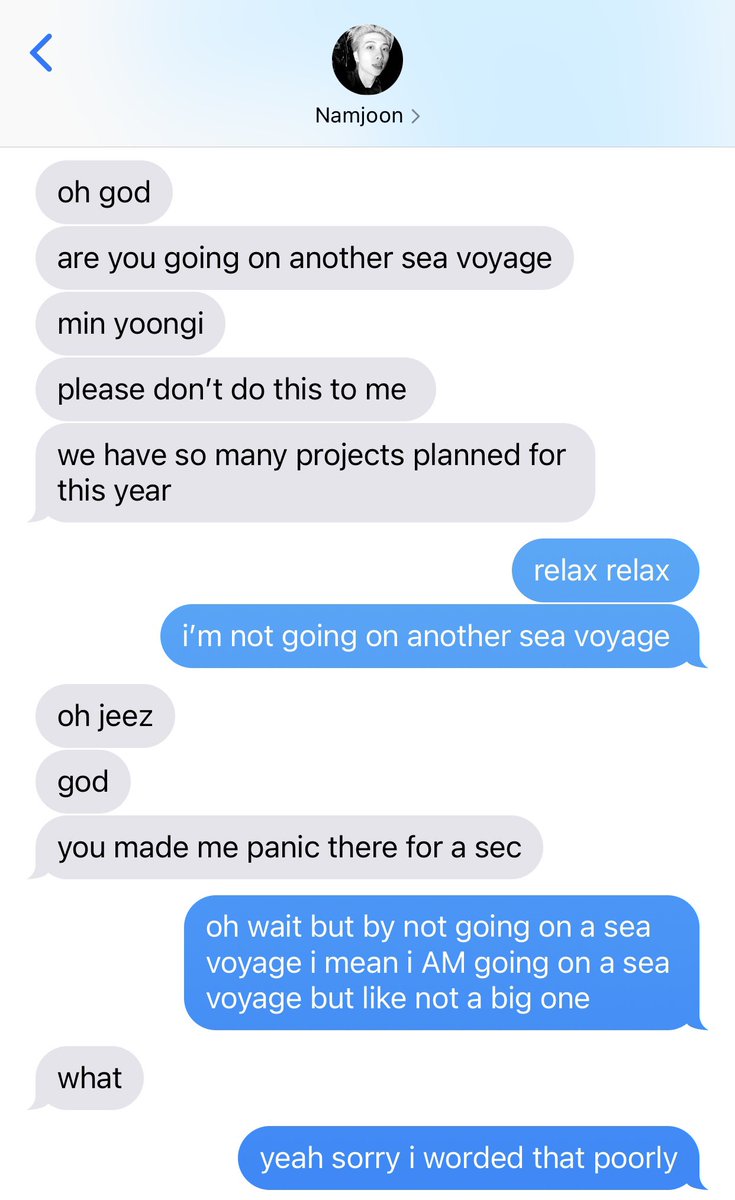 Namjoon
oh god
are you going on another sea voyage
min yoongi
please don’t do this to me
we have so many projects planned for
this year
relax relax
i’m not going on another sea voyage
oh jeez
god
you made me panic there for a sec
oh wait but by not going on a sea
voyage i mean i AM going on a sea
voyage but like not a big one
what
yeah sorry i worded that poorly